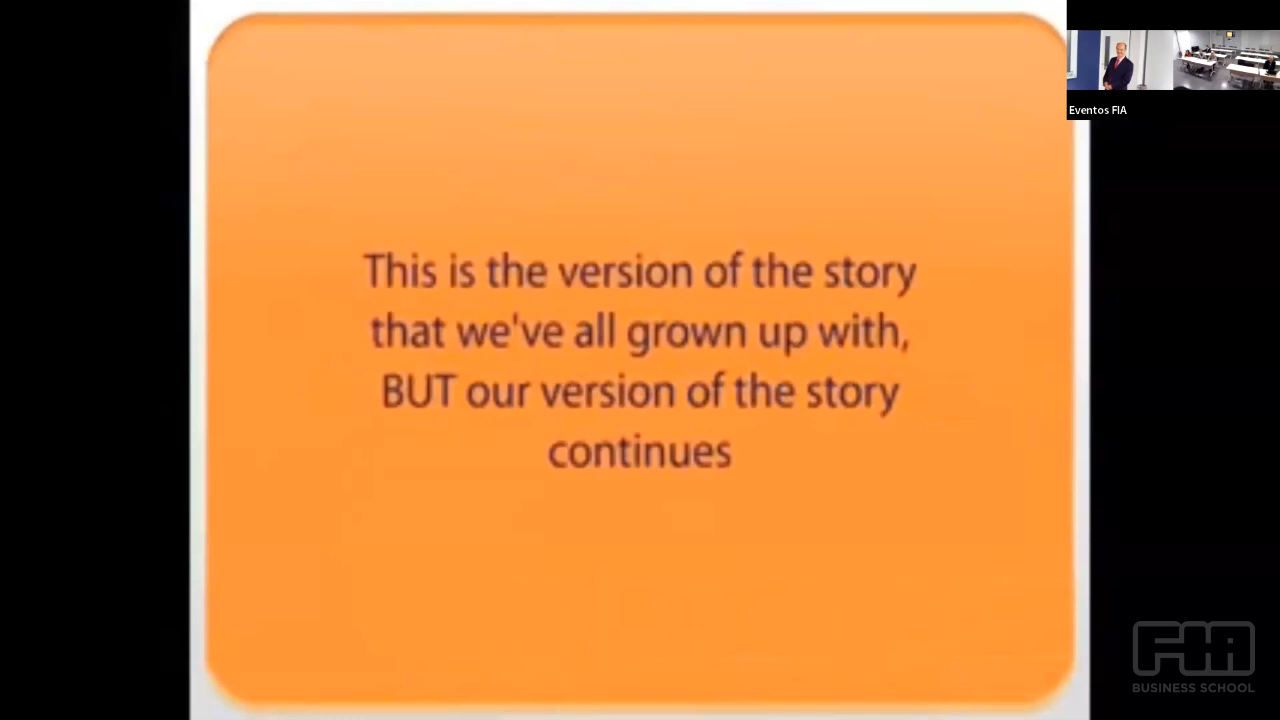 This is the version of the story
that we've all grown up with,
BUT our version of the story
continues
Eventos FIA
FIA
BUSINESS SCHOOL